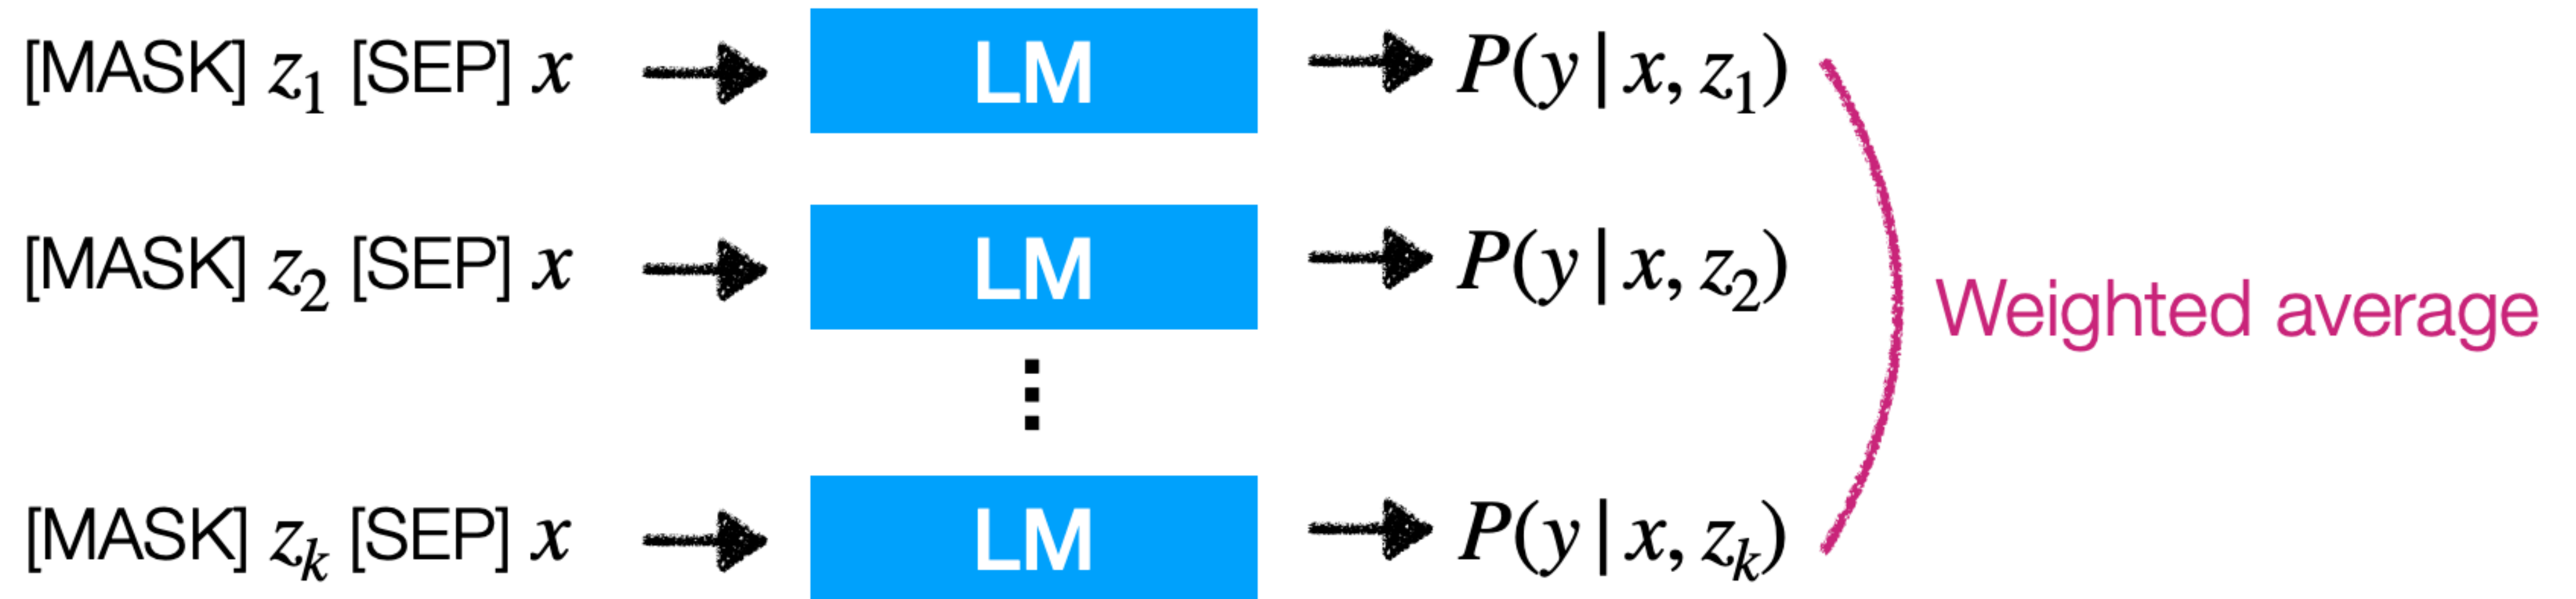 [MASK] z₁ [SEP] x LM P(y|x, z₁)
[MASK] z₂ [SEP] x LM P(y|x, z₂)
Weighted average
⋮
[MASK] zₖ [SEP] x LM P(y|x, zₖ)